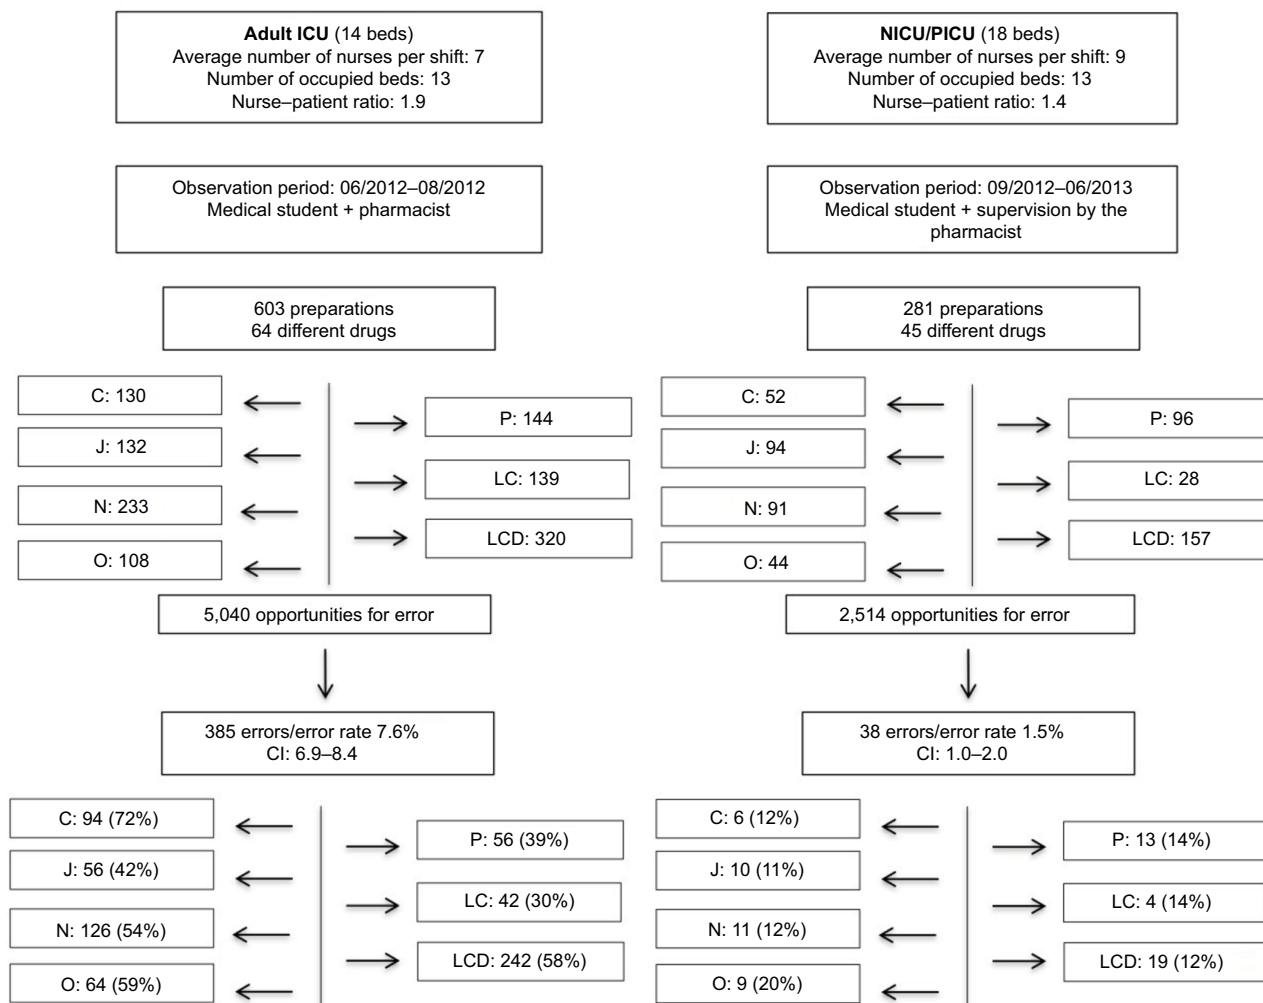 Adult ICU (14 beds)
Average number of nurses per shift: 7
Number of occupied beds: 13
Nurse–patient ratio: 1.9
Observation period: 06/2012–08/2012
Medical student + pharmacist
603 preparations
64 different drugs
C: 130
J: 132
N: 233
O: 108
P: 144
LC: 139
LCD: 320
5,040 opportunities for error
385 errors/error rate 7.6%
CI: 6.9–8.4
C: 94 (72%)
J: 56 (42%)
N: 126 (54%)
O: 64 (59%)
P: 56 (39%)
LC: 42 (30%)
LCD: 242 (58%)
NICU/PICU (18 beds)
Average number of nurses per shift: 9
Number of occupied beds: 13
Nurse–patient ratio: 1.4
Observation period: 09/2012–06/2013
Medical student + supervision by the
pharmacist
281 preparations
45 different drugs
C: 52
J: 94
N: 91
O: 44
P: 96
LC: 28
LCD: 157
2,514 opportunities for error
38 errors/error rate 1.5%
CI: 1.0–2.0
C: 6 (12%)
J: 10 (11%)
N: 11 (12%)
O: 9 (20%)
P: 13 (14%)
LC: 4 (14%)
LCD: 19 (12%)